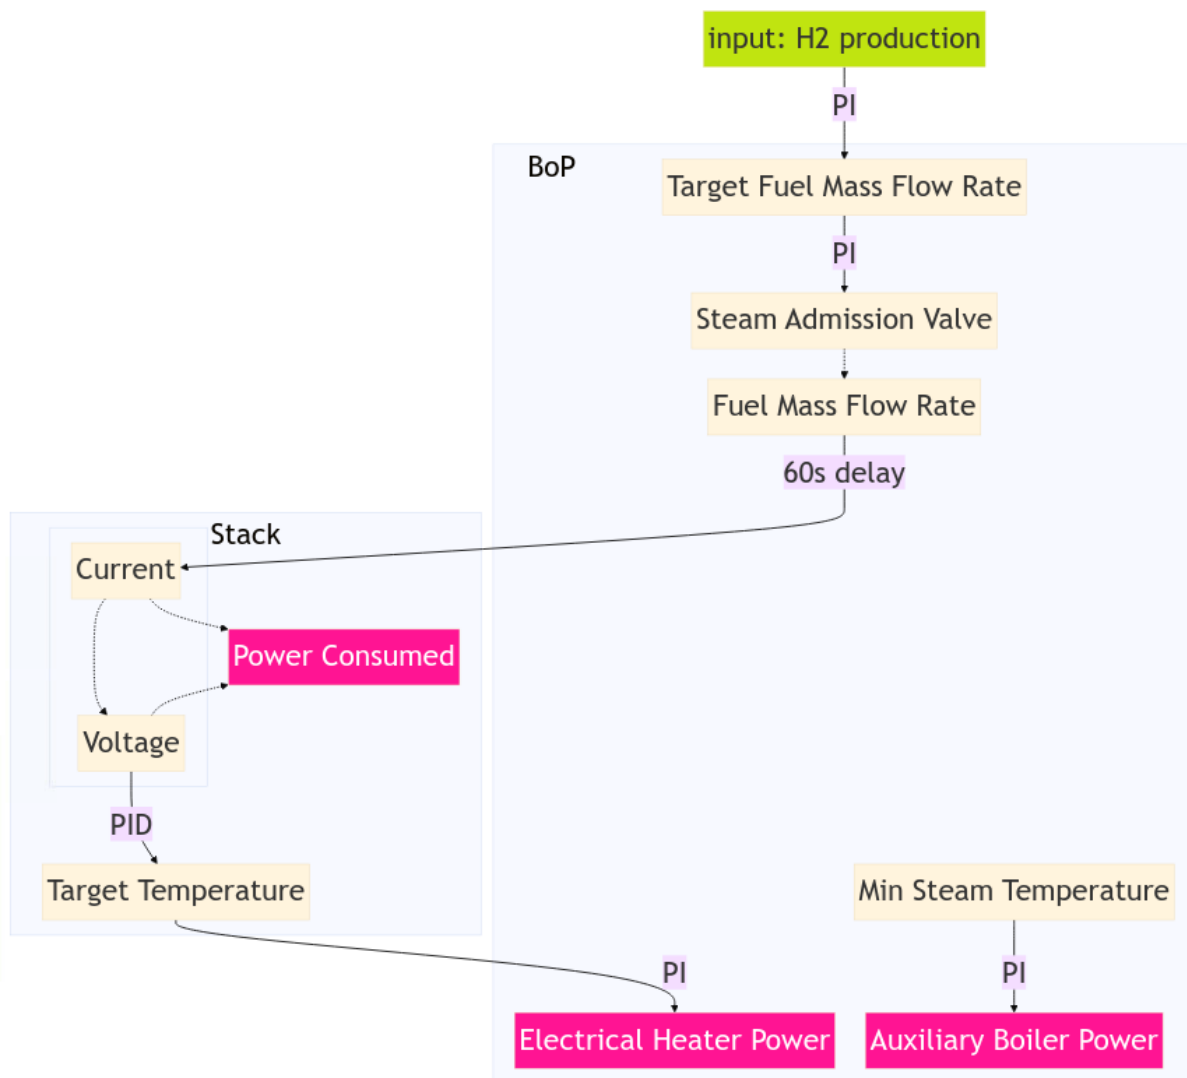 input: H2 production
PI
BoP
Target Fuel Mass Flow Rate
PI
Steam Admission Valve
Fuel Mass Flow Rate
60s delay
Stack
Current
Power Consumed
Voltage
PID
Target Temperature
Min Steam Temperature
PI
PI
Electrical Heater Power
Auxiliary Boiler Power